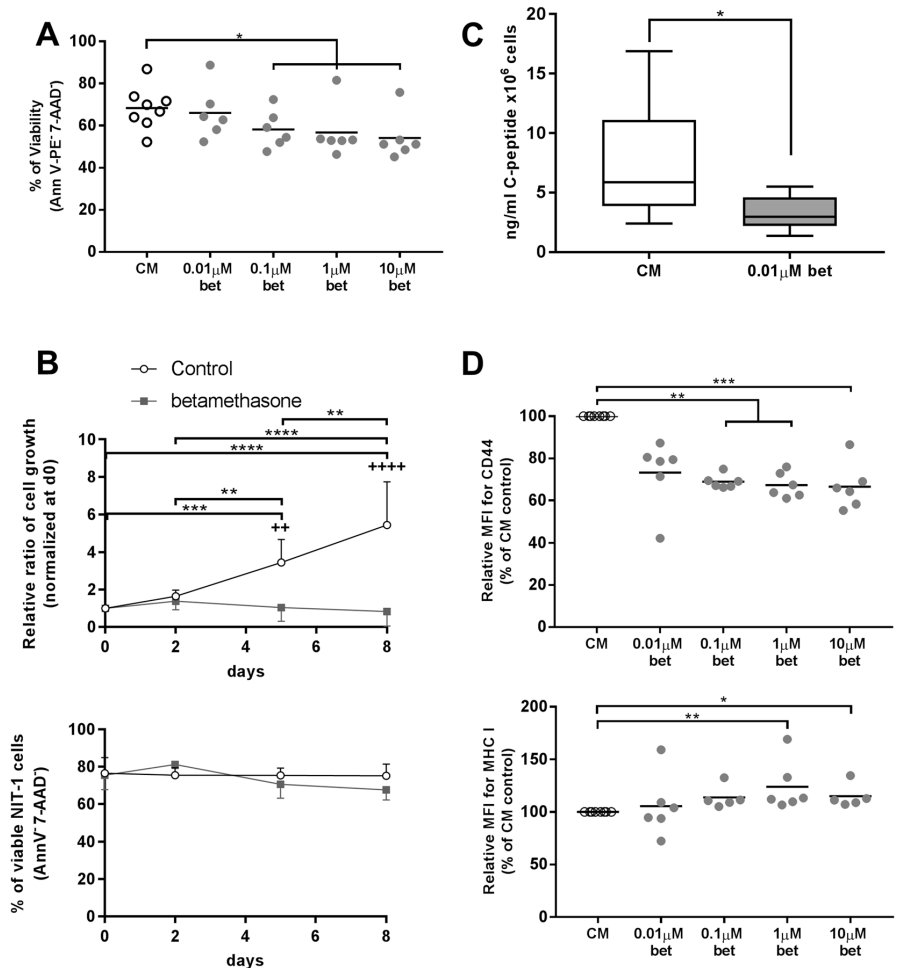 A
% of Viability
(Ann V-PE⁻7-AAD⁻)
100
80
60
40
20
0
*
CM
0.01µM
bet
0.1µM
bet
1µM
bet
10µM
bet
C
ng/ml C-peptide x10⁶ cells
20
15
10
5
0
*
CM
0.01µM bet
B
Control
betamethasone
Relative ratio of cell growth
(normalized at d0)
10
8
6
4
2
0
**
****
****
++++
**
***
++
0 2 4 6 8
days
% of viable NIT-1 cells
(AnnV⁻7-AAD⁻)
100
80
60
40
20
0
0 2 4 6 8
days
D
Relative MFI for CD44
(% of CM control)
100
80
60
40
20
0
***
**
CM
0.01µM
bet
0.1µM
bet
1µM
bet
10µM
bet
Relative MFI for MHC I
(% of CM control)
200
150
100
50
0
*
**
CM
0.01µM
bet
0.1µM
bet
1µM
bet
10µM
bet